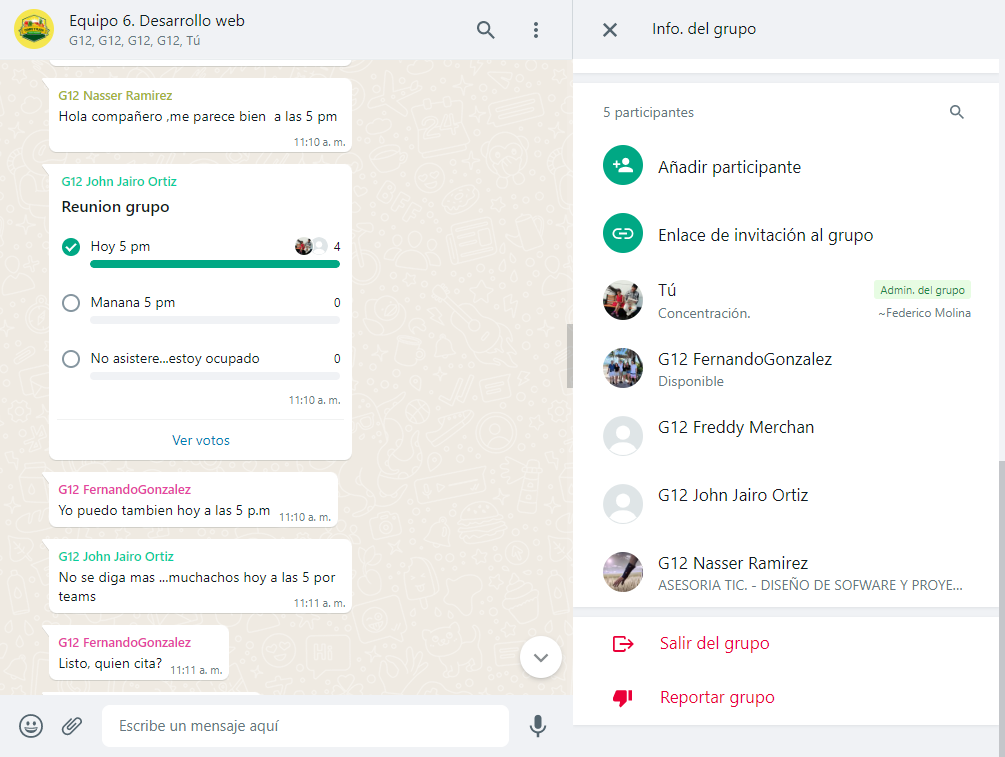 Equipo 6. Desarrollo web
G12, G12, G12, G12, Tú
G12 Nasser Ramirez
Hola compañero ,me parece bien a las 5 pm
11:10 a. m.
G12 John Jairo Ortiz
Reunion grupo
Hoy 5 pm 4
Manana 5 pm 0
No asistere...estoy ocupado 0
11:10 a. m.
Ver votos
G12 FernandoGonzalez
Yo puedo tambien hoy a las 5 p.m 11:10 a. m.
G12 John Jairo Ortiz
No se diga mas ...muchachos hoy a las 5 por
teams 11:11 a. m.
G12 FernandoGonzalez
Listo, quien cita? 11:11 a. m.
Escribe un mensaje aquí
Info. del grupo
5 participantes
Añadir participante
Enlace de invitación al grupo
Tú Admin. del grupo
Concentración. ~Federico Molina
G12 FernandoGonzalez
Disponible
G12 Freddy Merchan
G12 John Jairo Ortiz
G12 Nasser Ramirez
ASESORIA TIC. - DISEÑO DE SOFWARE Y PROYE...
Salir del grupo
Reportar grupo